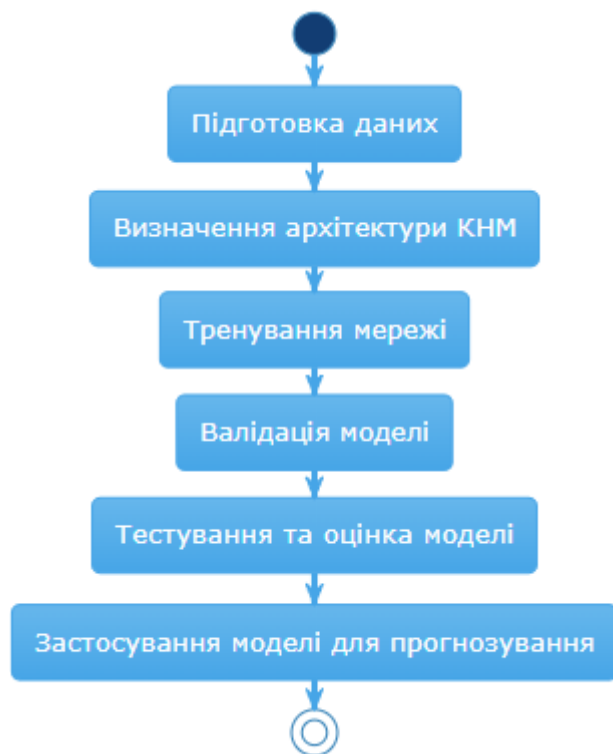 Підготовка даних
Визначення архітектури КНМ
Тренування мережі
Валідація моделі
Тестування та оцінка моделі
Застосування моделі для прогнозування